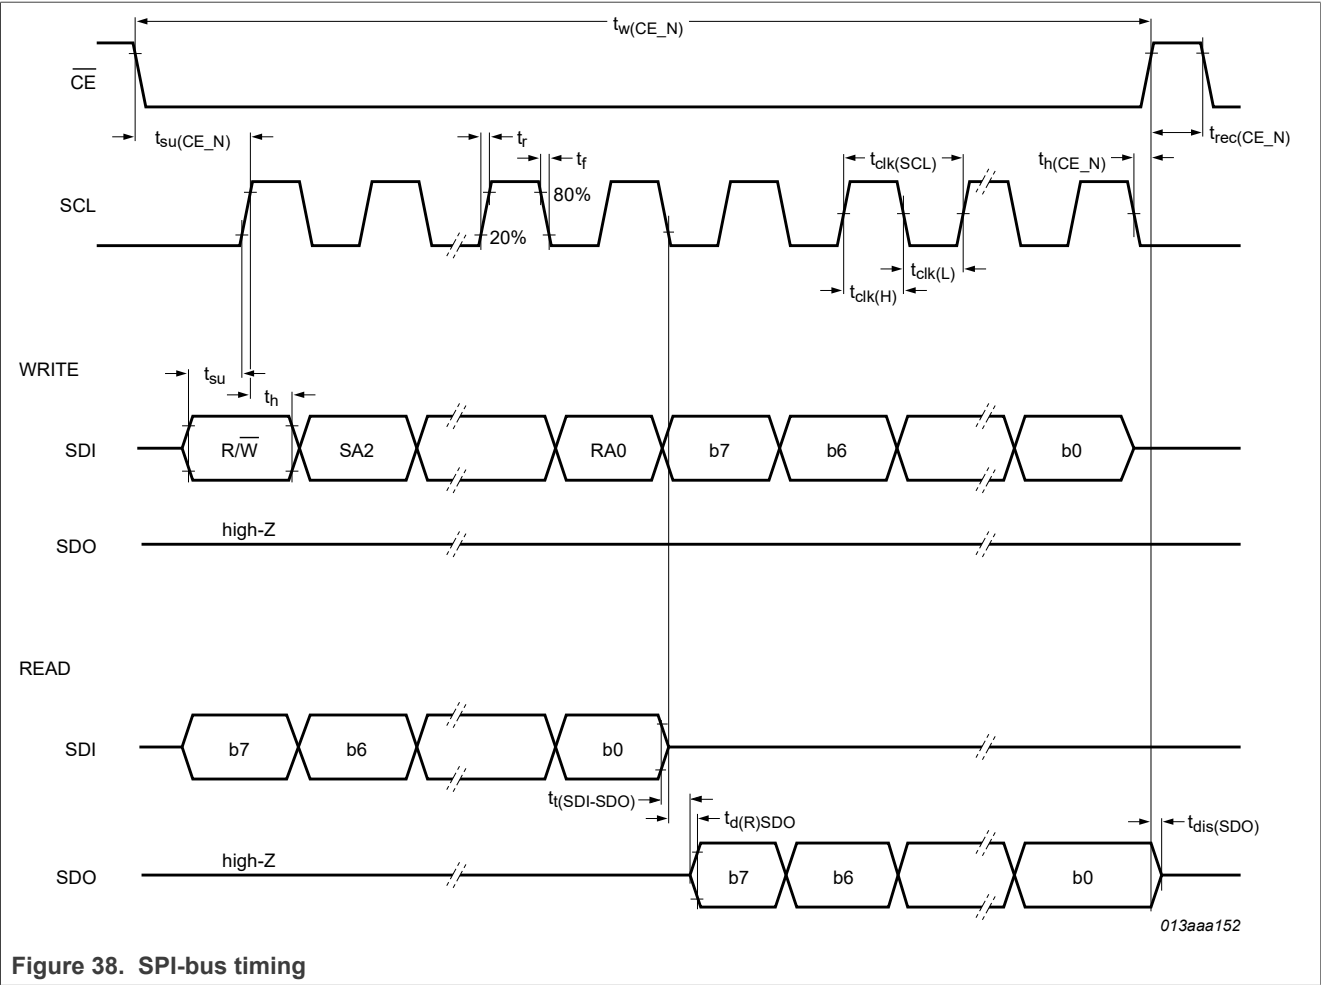 tw(CE_N)
CE
tsu(CE_N)
tr
tf
tclk(SCL)
th(CE_N)
trec(CE_N)
SCL
80%
20%
tclk(L)
tclk(H)
WRITE
tsu
th
SDI
R/W
SA2
RA0
b7
b6
b0
high-Z
SDO
READ
SDI
b7
b6
b0
tt(SDI-SDO)
td(R)SDO
tdis(SDO)
high-Z
SDO
b7
b6
b0
013aaa152
Figure 38. SPI-bus timing